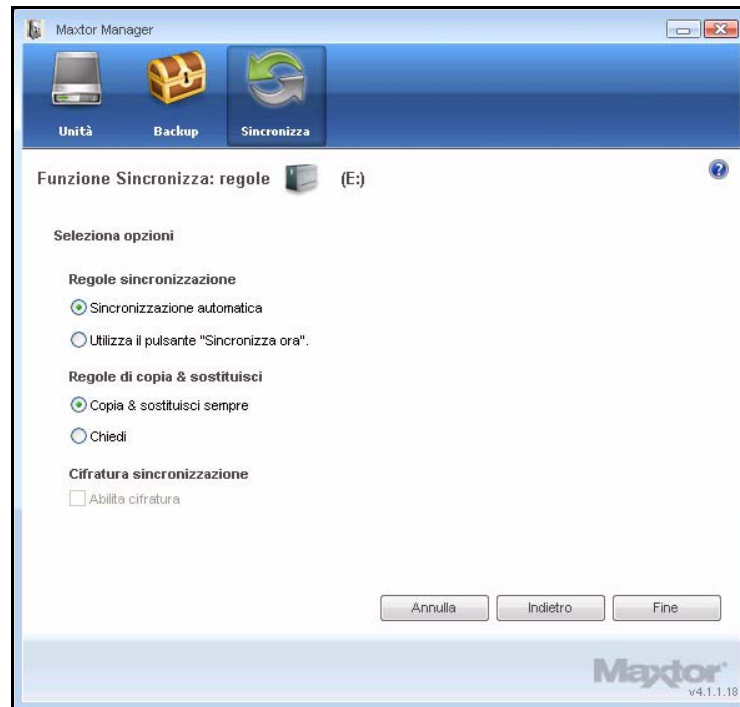 Maxtor Manager
Unità
Backup
Sincronizza
Funzione Sincronizza: regole (E:)
Seleziona opzioni
Regole sincronizzazione
Sincronizzazione automatica
Utilizza il pulsante "Sincronizza ora".
Regole di copia & sostituisci
Copia & sostituisci sempre
Chiedi
Cifratura sincronizzazione
Abilita cifratura
Annulla
Indietro
Fine
Maxtor
v4.1.1.18